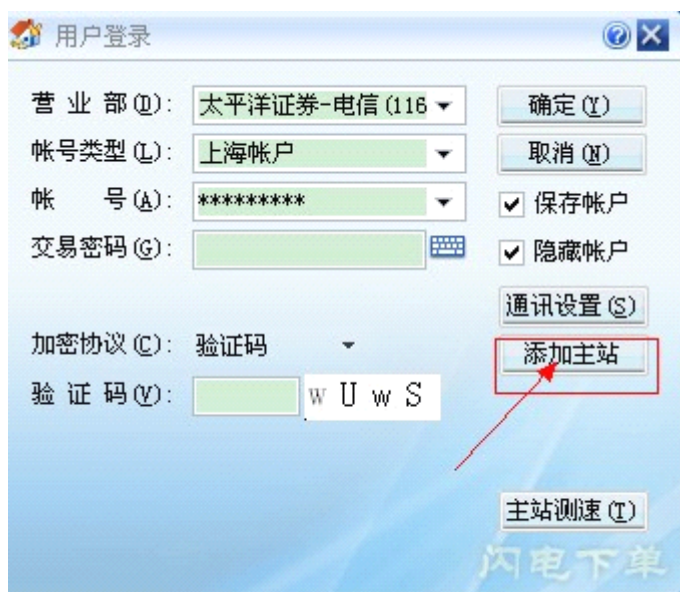 用户登录
营 业 部(D): 太平洋证券-电信(116 确定(Y)
帐号类型(L): 上海帐户 取消(N)
帐 号(A): ********* 保存帐户
交易密码(G): 隐藏帐户
通讯设置(S)
加密协议(C): 验证码 添加主站
验 证 码(V): w U w S
主站测速(T)
闪电下单